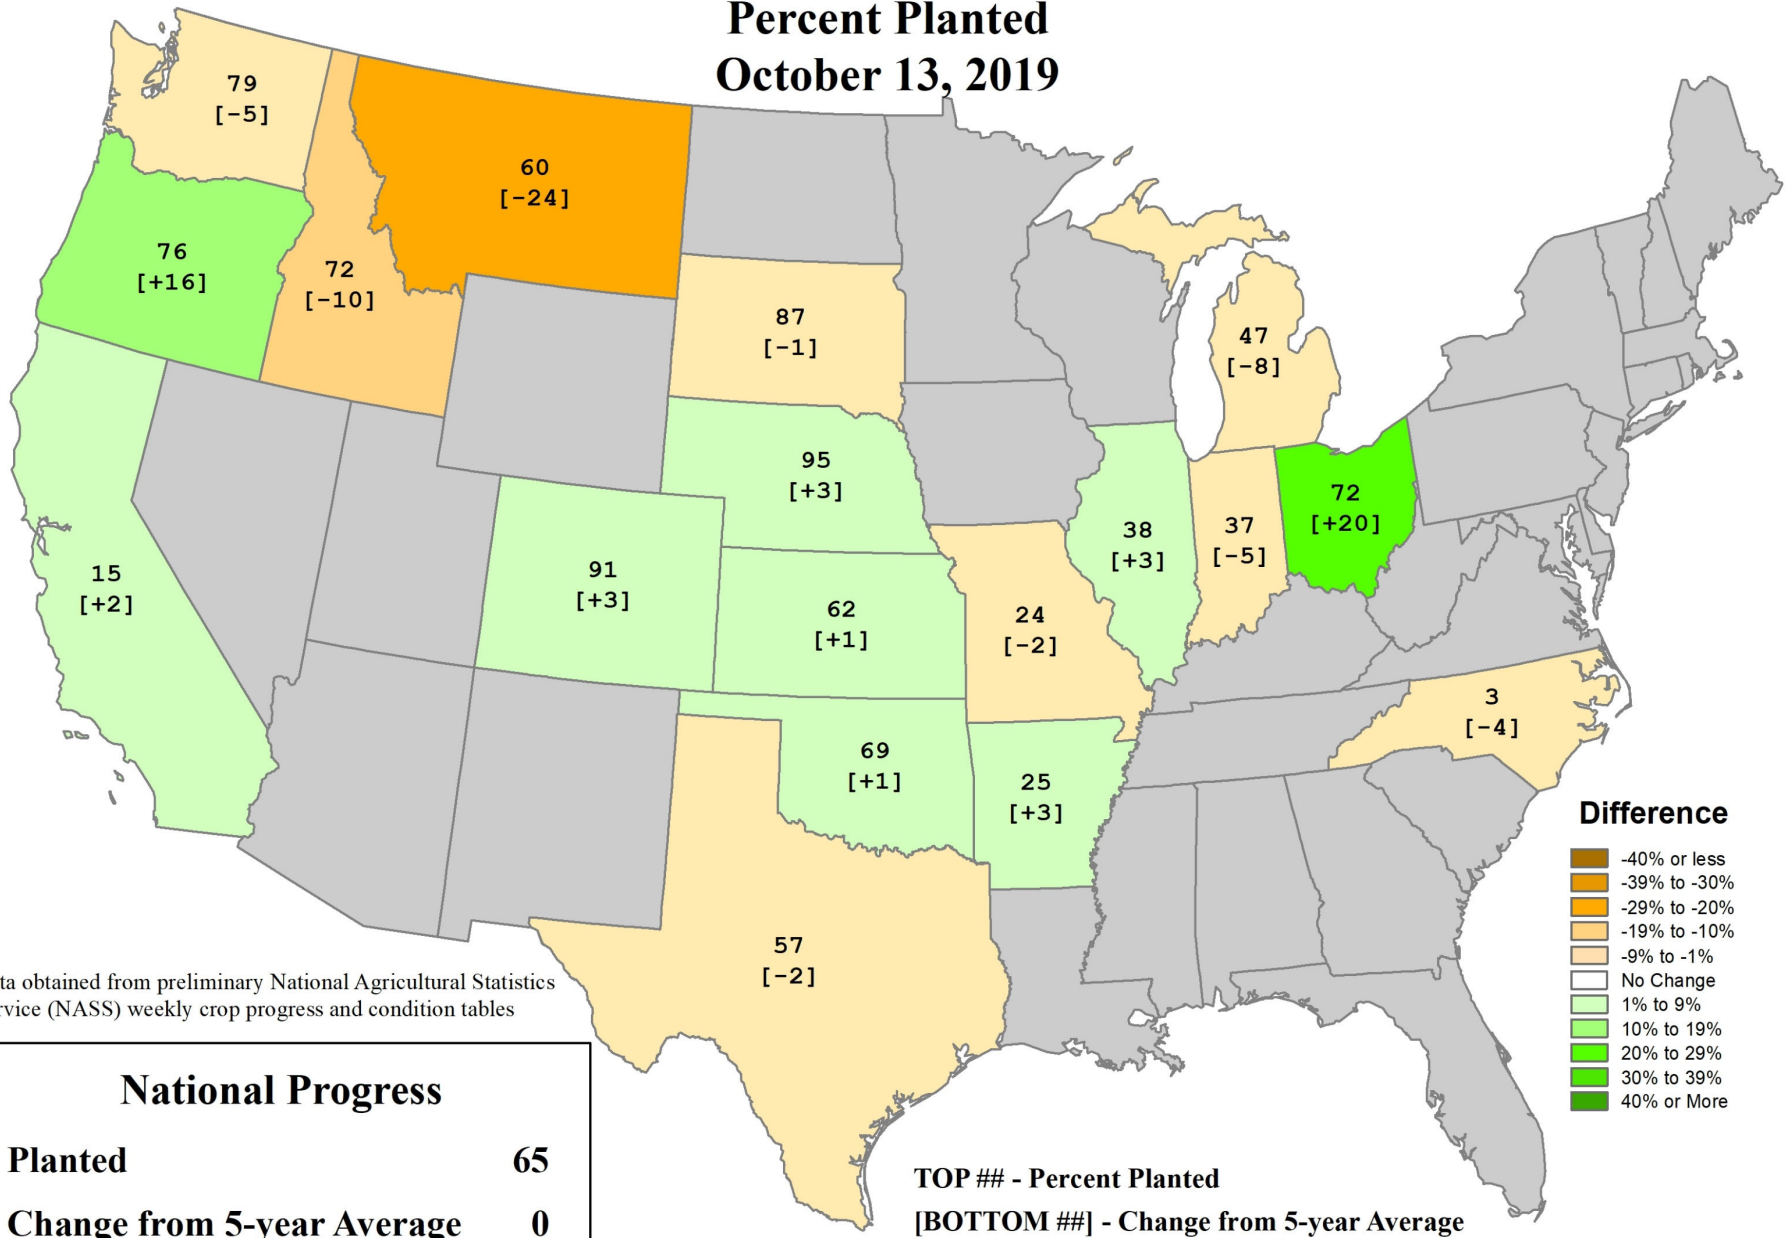 Percent Planted
October 13, 2019
79
[-5]
60
[-24]
76
[+16]
72
[-10]
87
[-1]
47
[-8]
95
[+3]
72
[+20]
38
[+3]
37
[-5]
15
[+2]
91
[+3]
62
[+1]
24
[-2]
3
[-4]
69
[+1]
25
[+3]
57
[-2]
Difference
-40% or less
-39% to -30%
-29% to -20%
-19% to -10%
-9% to -1%
No Change
1% to 9%
10% to 19%
20% to 29%
30% to 39%
40% or More
ta obtained from preliminary National Agricultural Statistics
rvice (NASS) weekly crop progress and condition tables
National Progress
Planted 65
Change from 5-year Average 0
TOP ## - Percent Planted
[BOTTOM ##] - Change from 5-year Average